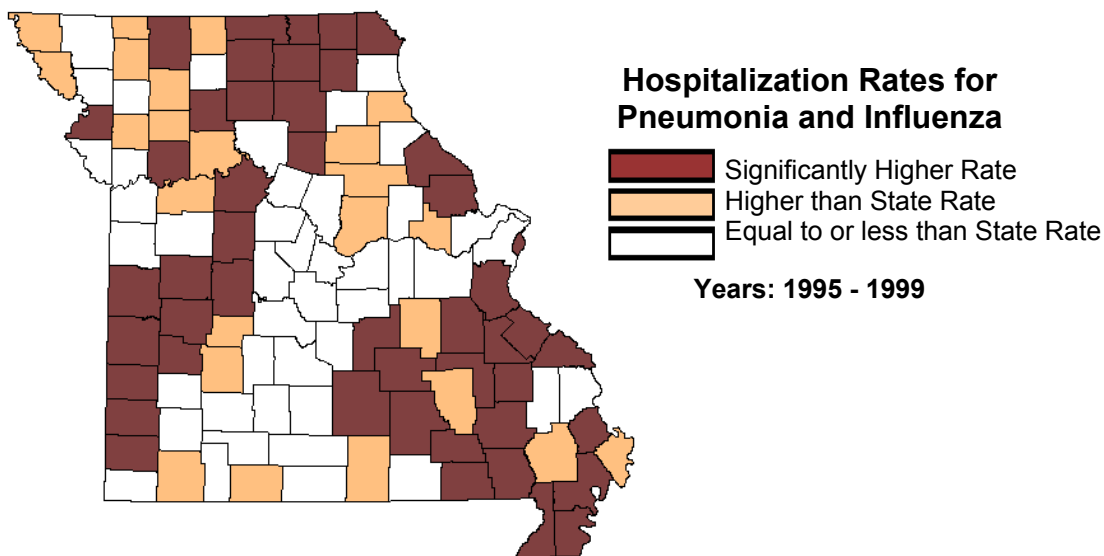 Hospitalization Rates for
Pneumonia and Influenza
Significantly Higher Rate
Higher than State Rate
Equal to or less than State Rate
Years: 1995 - 1999